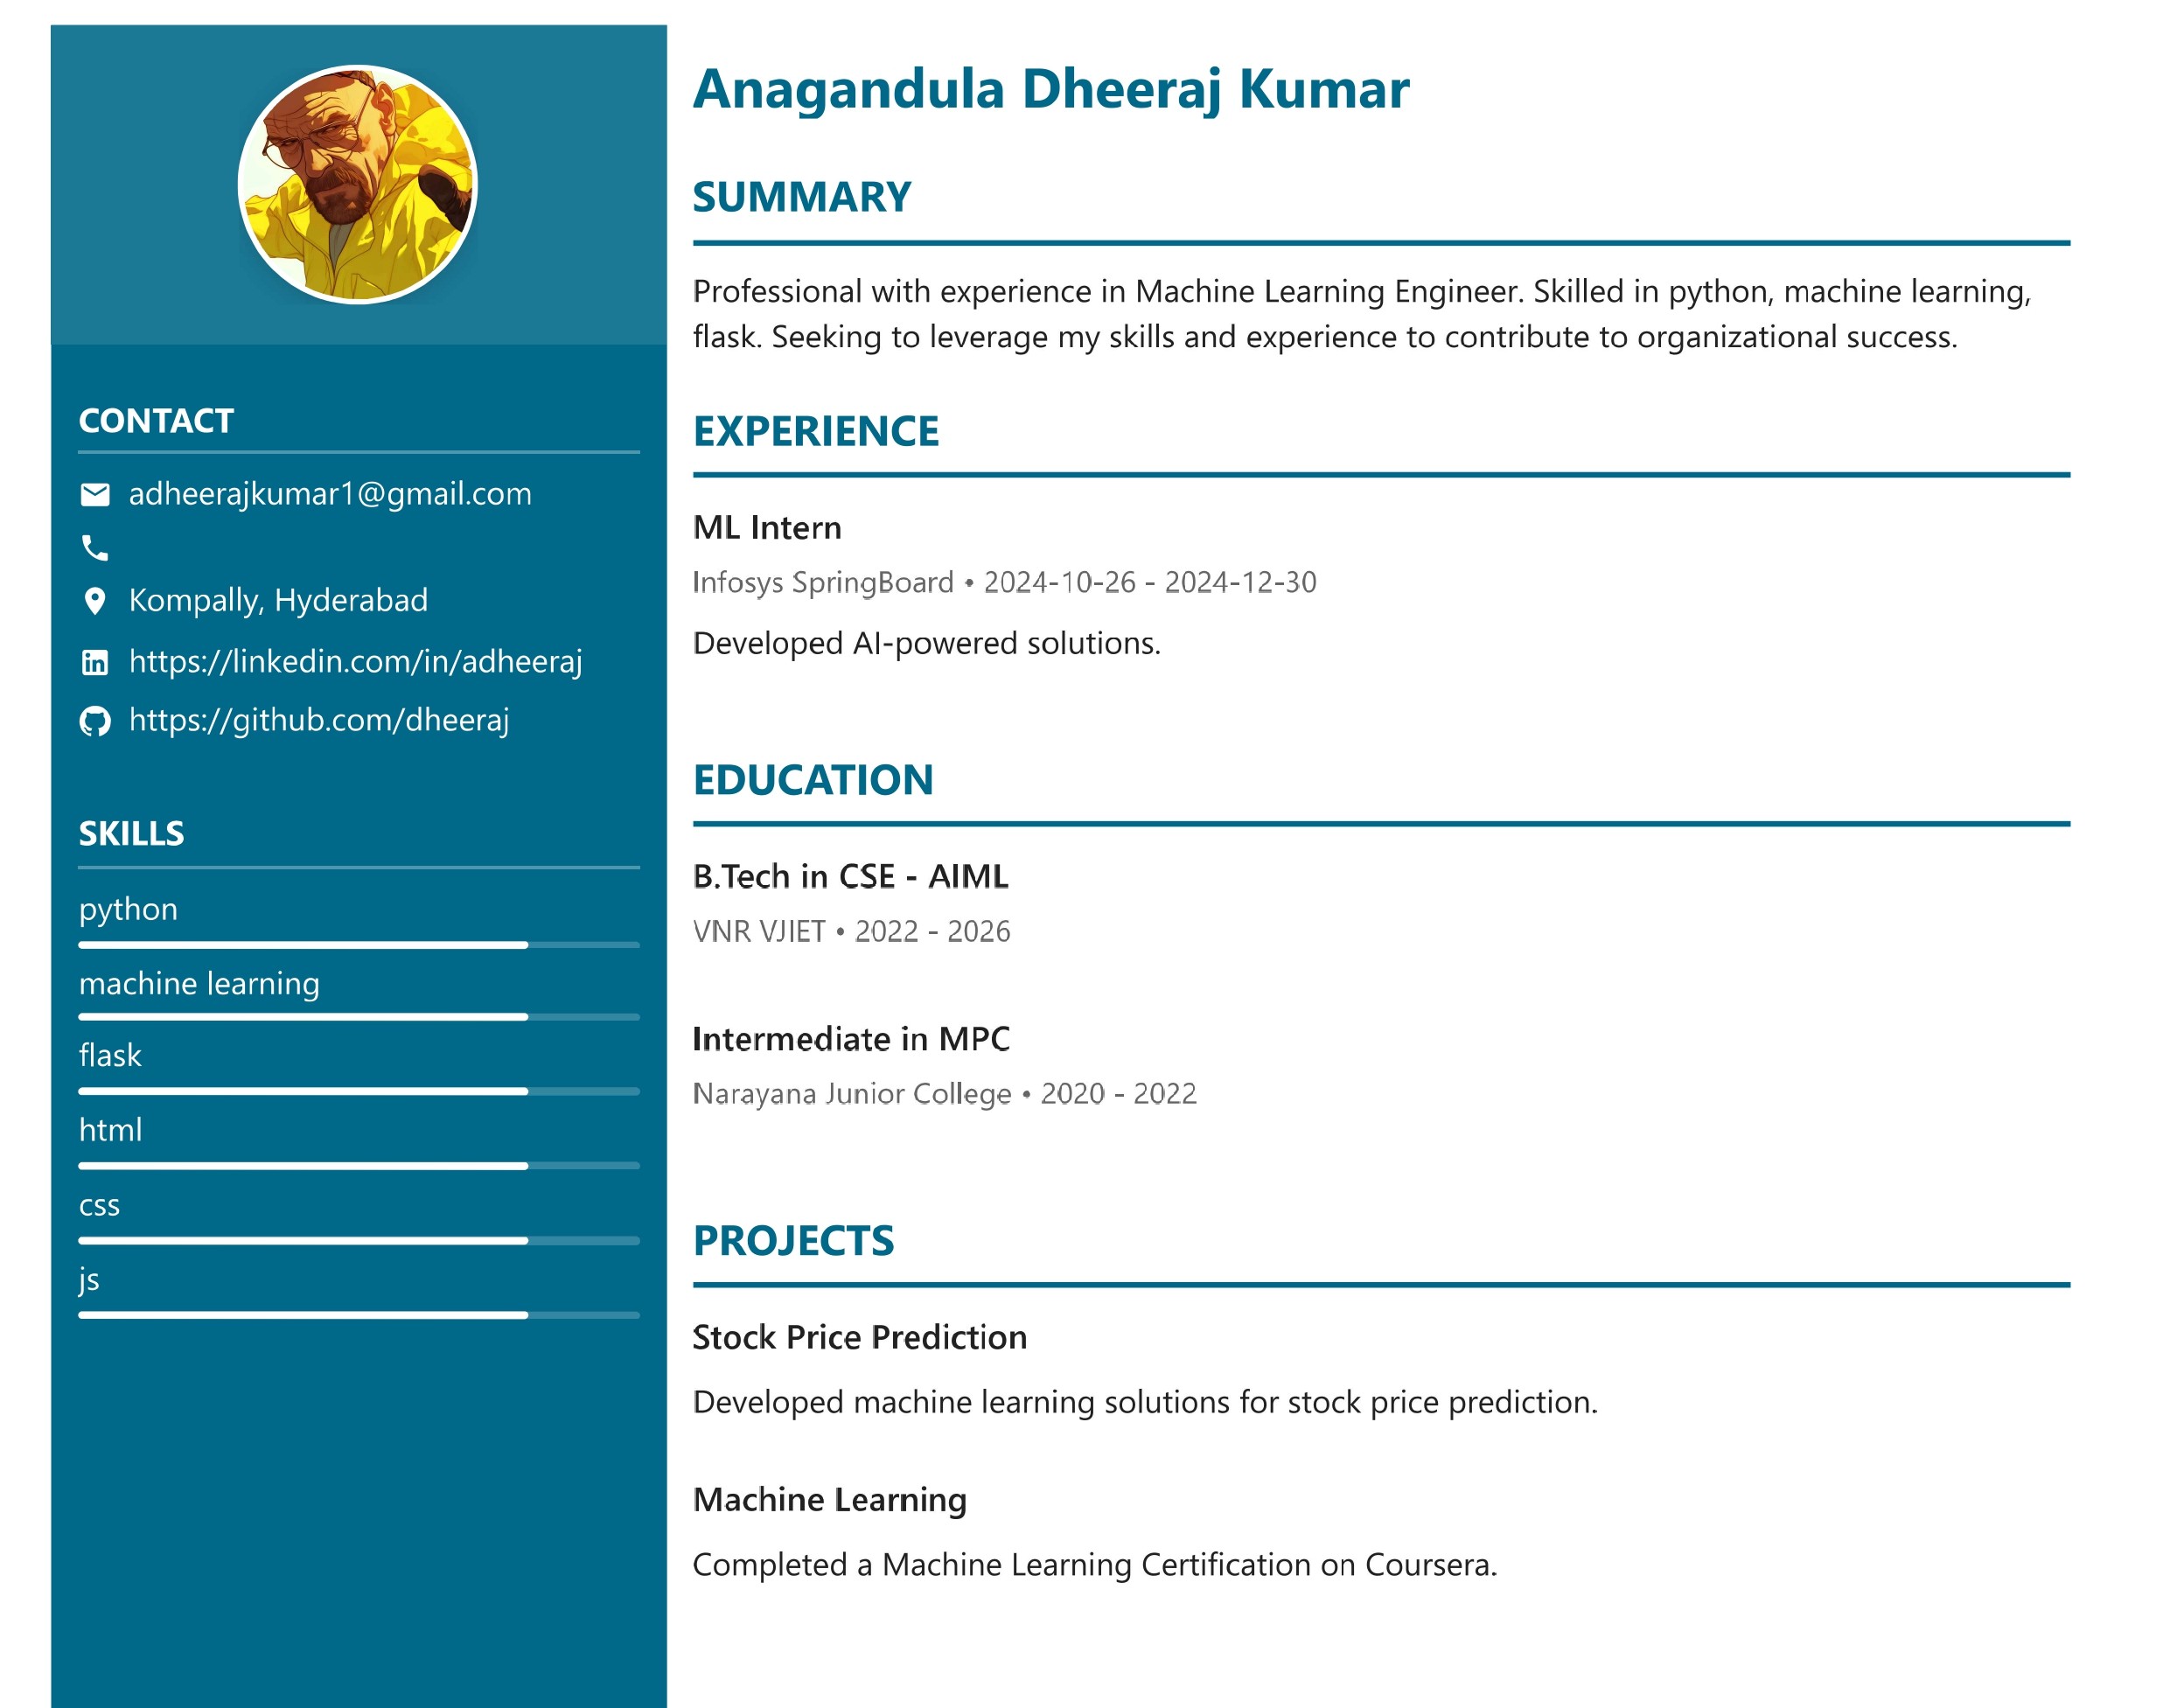 Anagandula Dheeraj Kumar
SUMMARY
Professional with experience in Machine Learning Engineer. Skilled in python, machine learning,
flask. Seeking to leverage my skills and experience to contribute to organizational success.
EXPERIENCE
ML Intern
Infosys SpringBoard • 2024-10-26 - 2024-12-30
Developed AI-powered solutions.
EDUCATION
B.Tech in CSE - AIML
VNR VJIET • 2022 - 2026
Intermediate in MPC
Narayana Junior College • 2020 - 2022
PROJECTS
Stock Price Prediction
Developed machine learning solutions for stock price prediction.
Machine Learning
Completed a Machine Learning Certification on Coursera.
CONTACT
adheerajkumar1@gmail.com
Kompally, Hyderabad
https://linkedin.com/in/adheeraj
https://github.com/dheeraj
SKILLS
python
machine learning
flask
html
css
js